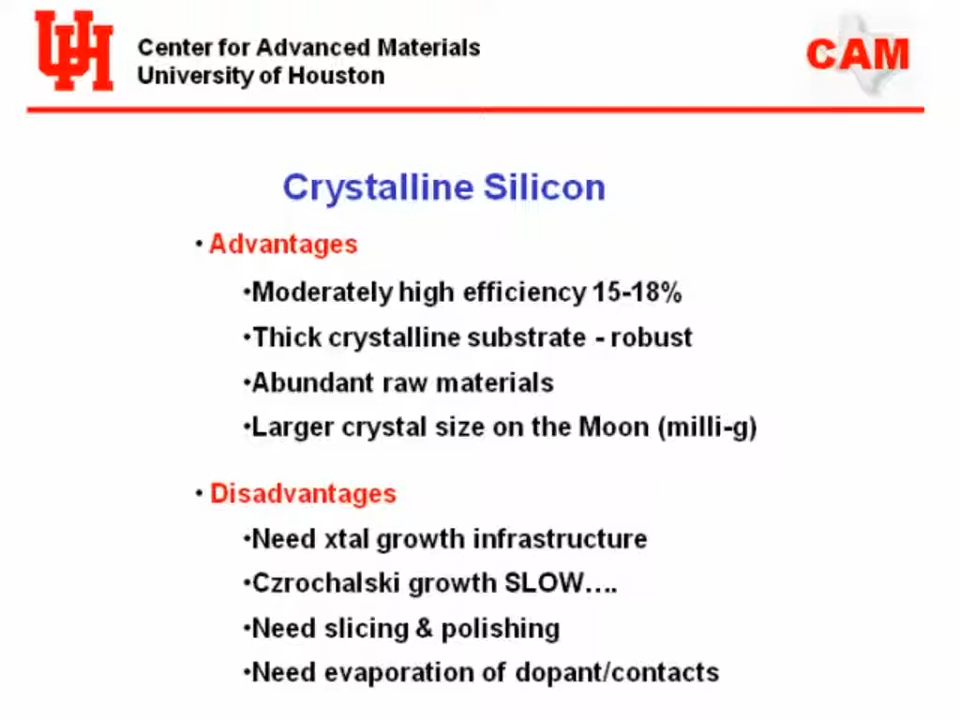 UH
Center for Advanced Materials
University of Houston
CAM
Crystalline Silicon
• Advantages
•Moderately high efficiency 15-18%
•Thick crystalline substrate - robust
•Abundant raw materials
•Larger crystal size on the Moon (milli-g)
• Disadvantages
•Need xtal growth infrastructure
•Czrochalski growth SLOW….
•Need slicing & polishing
•Need evaporation of dopant/contacts